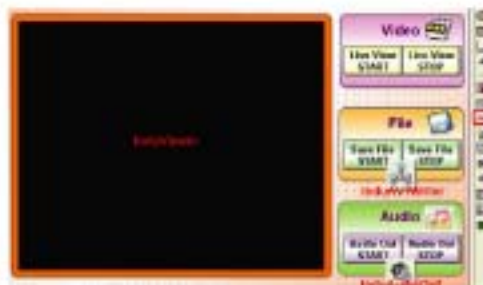 Video
Live View START
Live View STOP
File
Save File START
Save File STOP
Audio
Audio Out START
Audio Out STOP